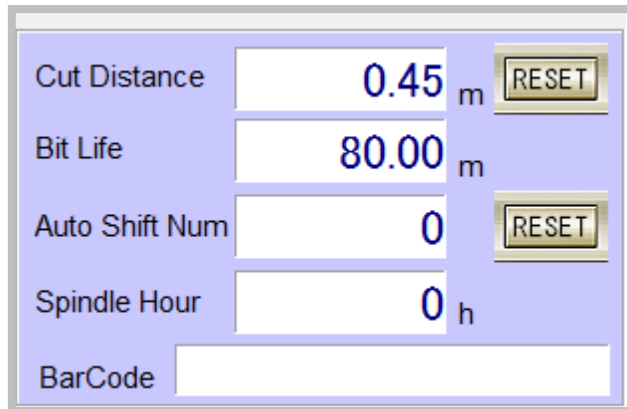 Cut Distance 0.45 m RESET
Bit Life 80.00 m
Auto Shift Num 0 RESET
Spindle Hour 0 h
BarCode